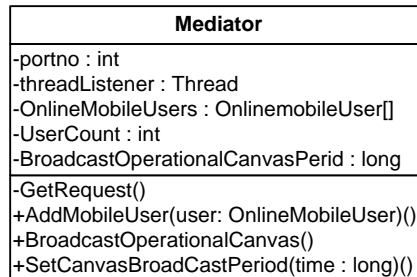 Mediator
-portno : int
-threadListener : Thread
-OnlineMobileUsers : OnlinemobileUser[]
-UserCount : int
-BroadcastOperationalCanvasPerid : long
-GetRequest()
+AddMobileUser(user: OnlineMobileUser)()
+BroadcastOperationalCanvas()
+SetCanvasBroadCastPeriod(time : long)()